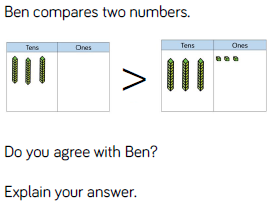 Ben compares two numbers.
Tens Ones Tens Ones
>
Do you agree with Ben?
Explain your answer.